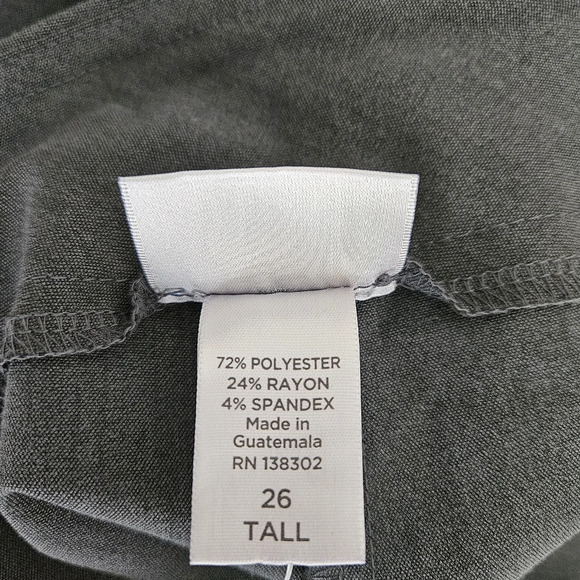 72% POLYESTER
24% RAYON
4% SPANDEX
Made in
Guatemala
RN 138302
26
TALL